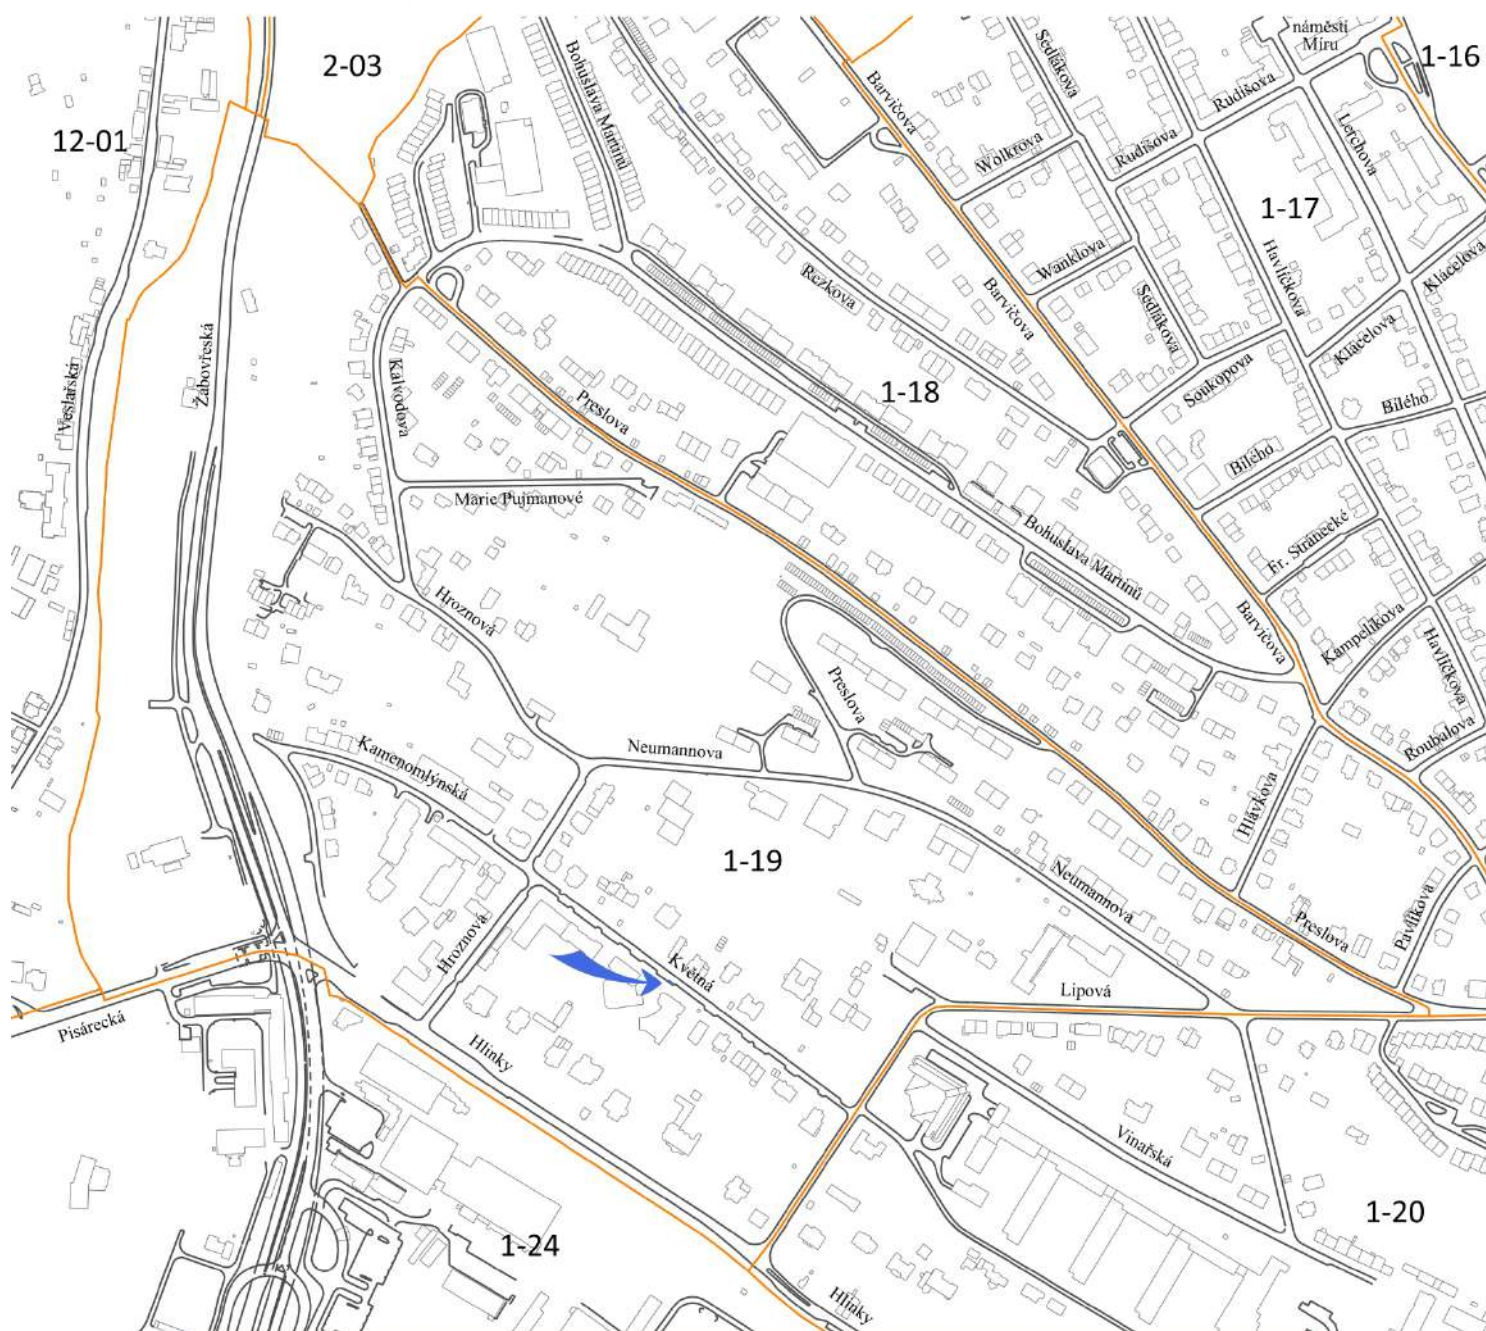 náměstí
Míru
1-16
2-03
12-01
Bohuslava Martinů
Sedlákova
Barvičova
Rudišova
Wolkrova
Rudišova
Lerchova
1-17
Wanklova
Havlíčkova
Klácelova
Rezkova
Barvičova
Sedlákova
Klácelova
Žabovřeská
Veslařská
Kalvodova
Preslova
1-18
Soukopova
Bílého
Bílého
Marie Pujmanové
Bohuslava Martinů
Fr. Stránecké
Hroznová
Barvičova
Kampelíkova
Havlíčkova
Preslova
Roubalova
Kamenomlýnská
Neumannova
Hlávkova
1-19
Neumannova
Hroznová
Květná
Preslova
Pavlíkova
Lipová
Pisárecká
Hlinky
Vinařská
1-20
1-24
Hlinky